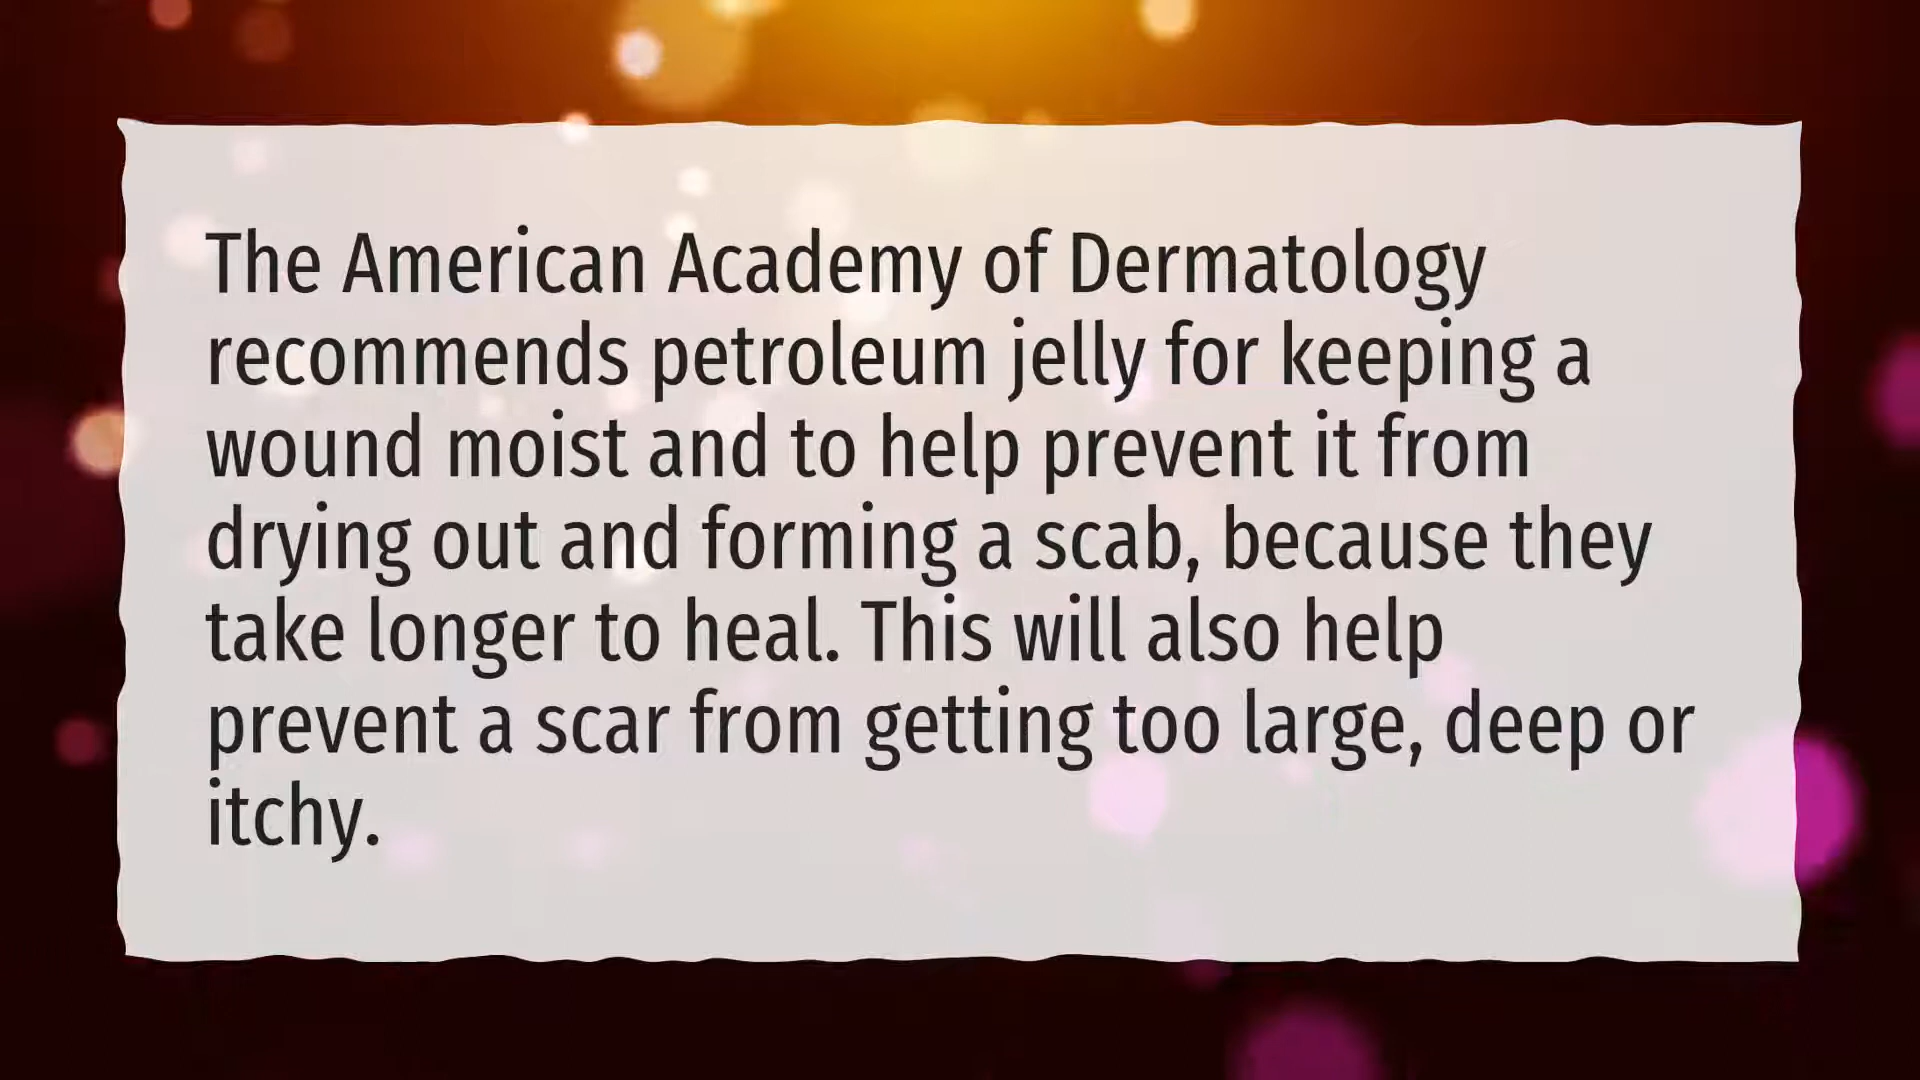 The American Academy of Dermatology
recommends petroleum jelly for keeping a
wound moist and to help prevent it from
drying out and forming a scab, because they
take longer to heal. This will also help
prevent a scar from getting too large, deep or
itchy.